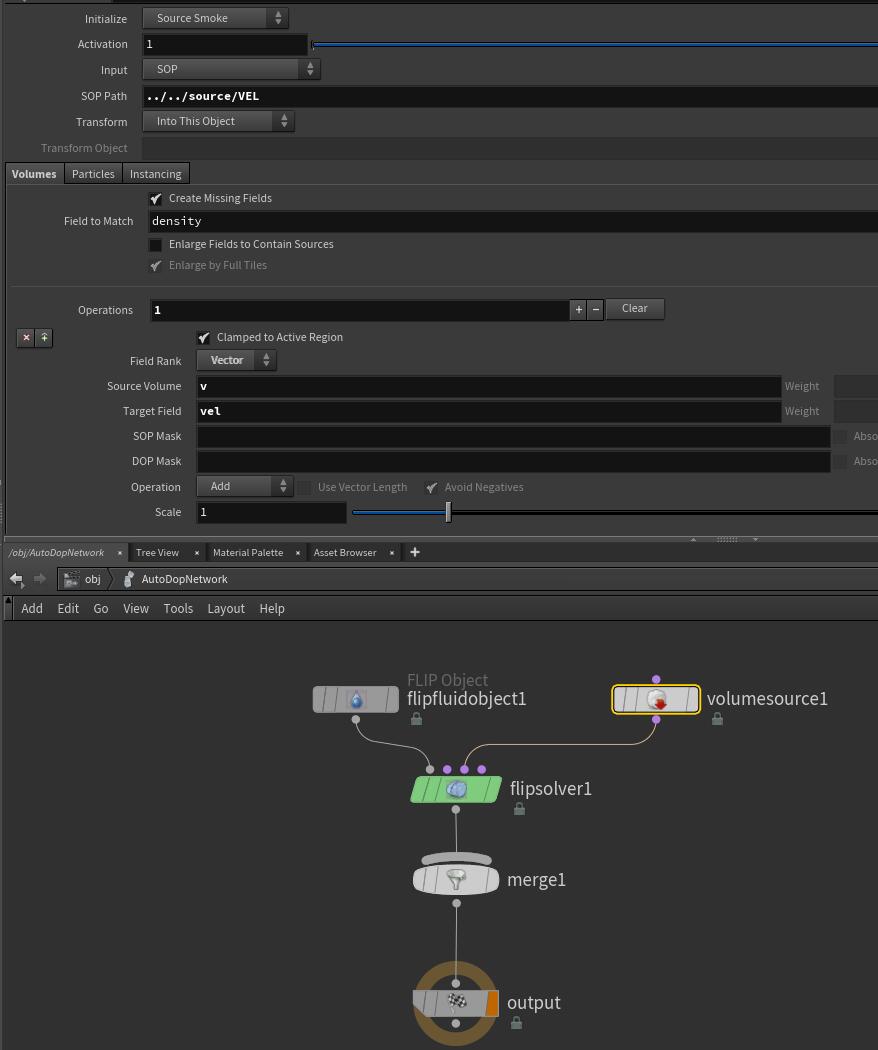 Initialize Source Smoke
Activation 1
Input SOP
SOP Path ../../source/VEL
Transform Into This Object
Transform Object
Volumes Particles Instancing
Create Missing Fields
Field to Match density
Enlarge Fields to Contain Sources
Enlarge by Full Tiles
Operations 1 + − Clear
Clamped to Active Region
Field Rank Vector
Source Volume v Weight
Target Field vel Weight
SOP Mask Abso
DOP Mask Abso
Operation Add Use Vector Length Avoid Negatives
Scale 1
/obj/AutoDopNetwork × Tree View × Material Palette × Asset Browser × +
obj AutoDopNetwork
Add Edit Go View Tools Layout Help
FLIP Object
flipfluidobject1 volumesource1
flipsolver1
merge1
output